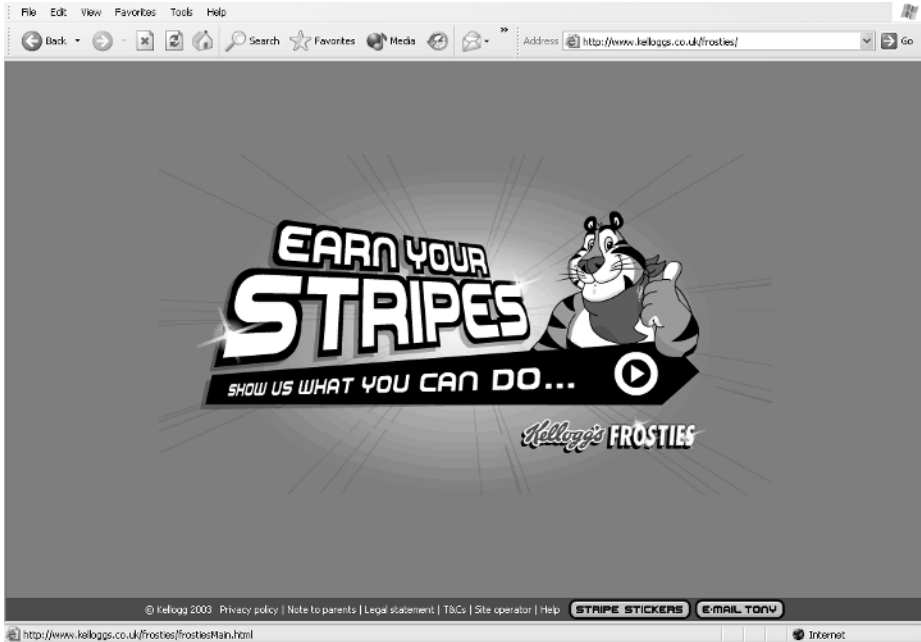 File Edit View Favorites Tools Help
Back Search Favorites Media Address http://www.kelloggs.co.uk/frosties/ Go
EARN YOUR
STRIPES
SHOW US WHAT YOU CAN DO...
Kellogg's FROSTIES
© Kellogg 2003 Privacy policy | Note to parents | Legal statement | T&Cs | Site operator | Help STRIPE STICKERS E-MAIL TONY
http://www.kelloggs.co.uk/frosties/frostiesMain.html Internet